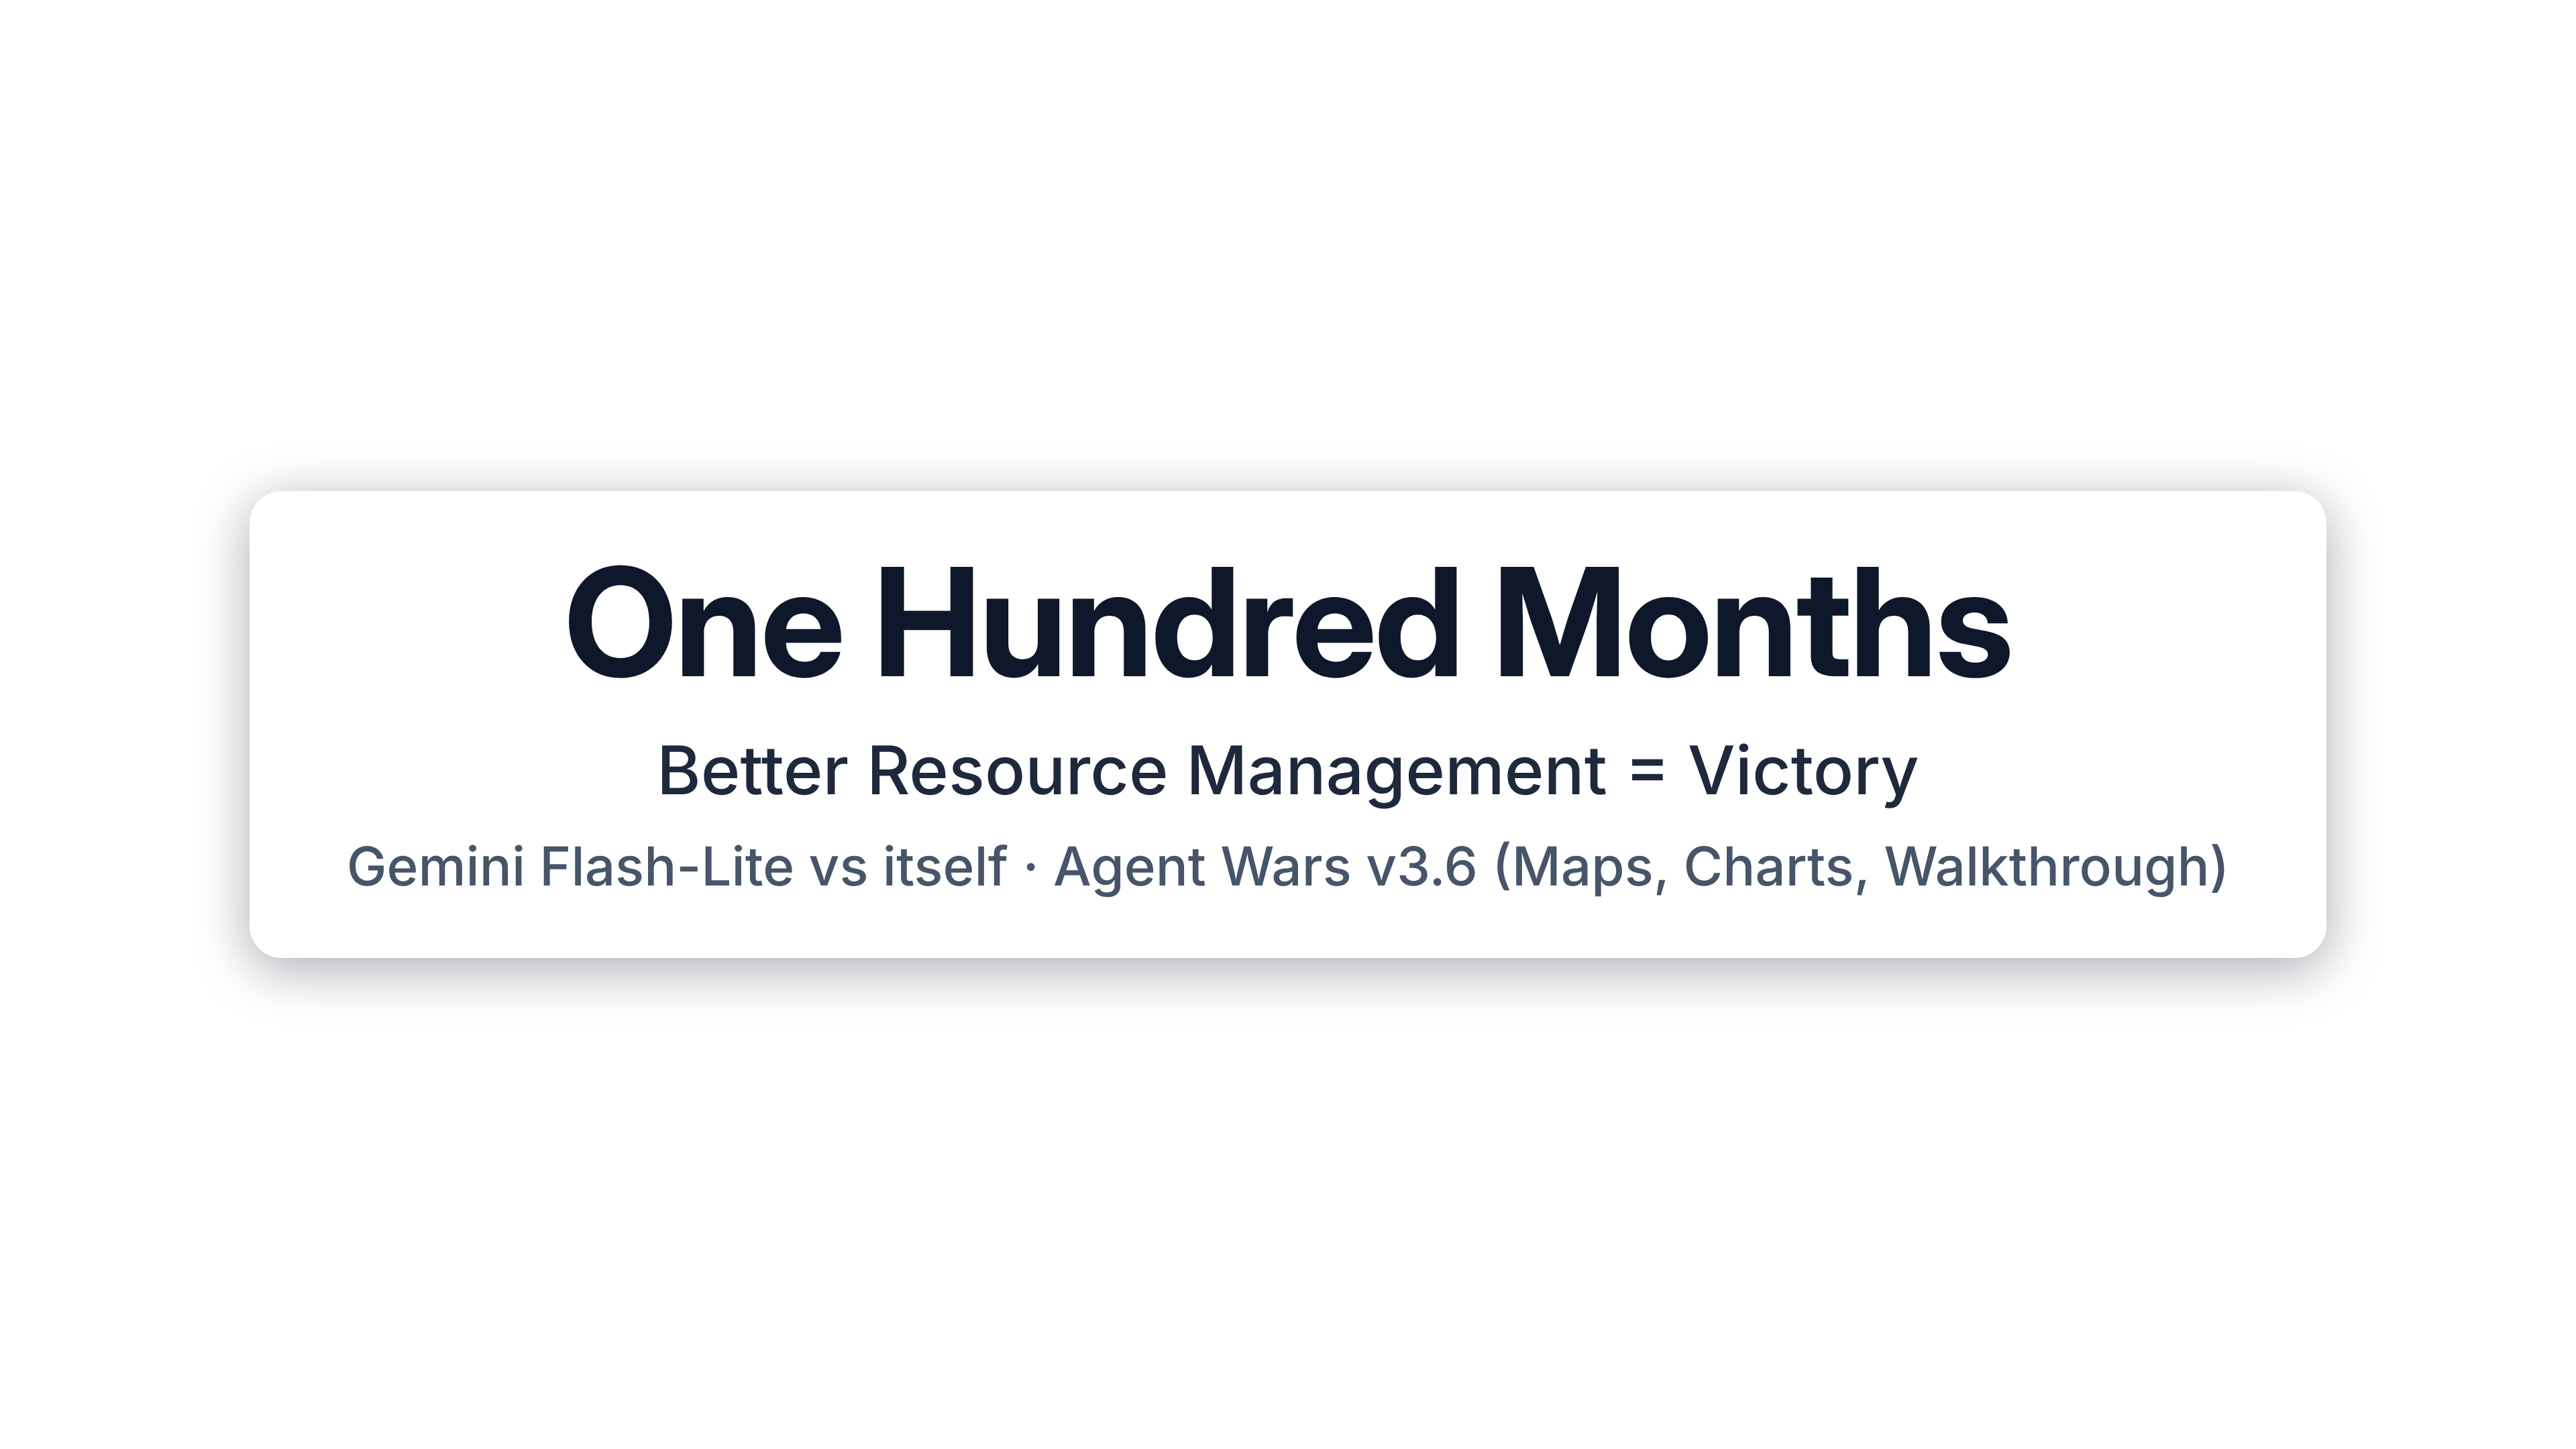 One Hundred Months
Better Resource Management = Victory
Gemini Flash-Lite vs itself · Agent Wars v3.6 (Maps, Charts, Walkthrough)